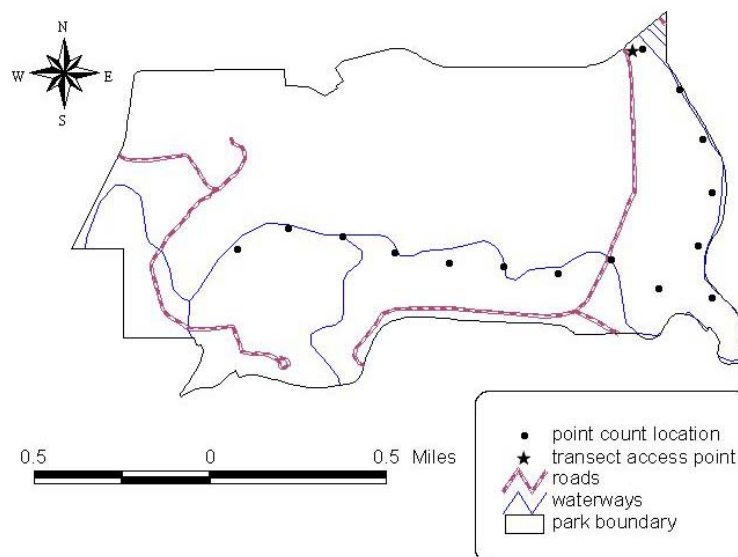 N
W E
S
0.5 0 0.5 Miles
point count location
transect access point
roads
waterways
park boundary